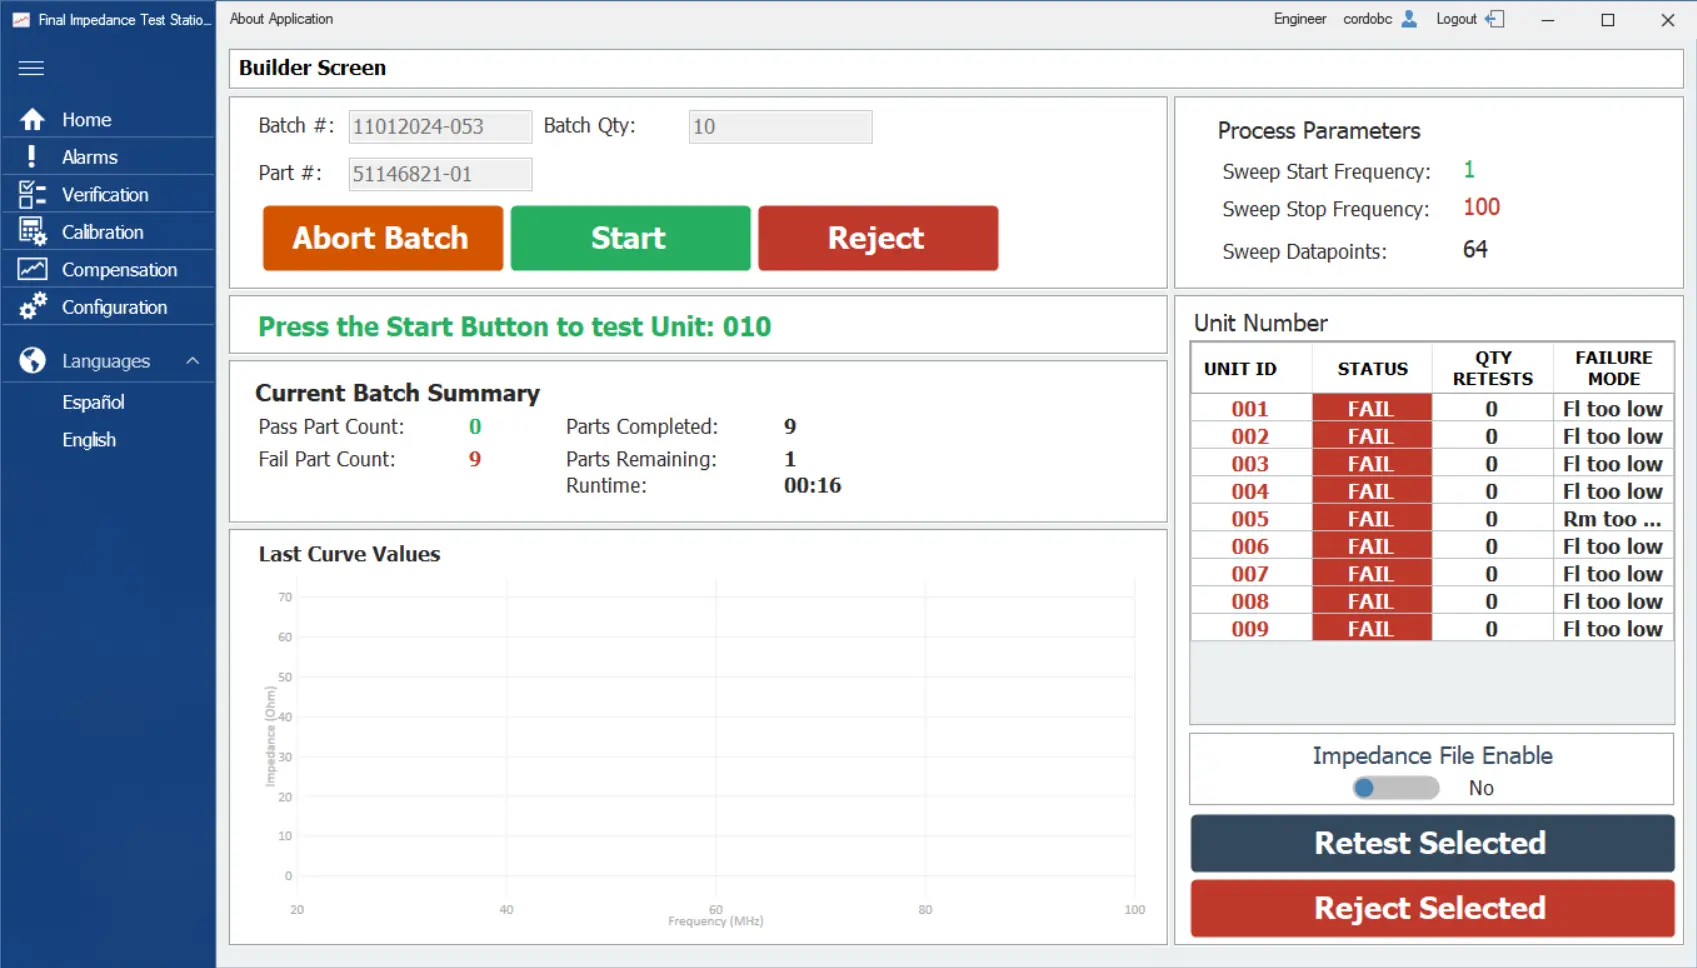 Final Impedance Test Statio...
About Application
Engineer cordobc Logout
Home
Alarms
Verification
Calibration
Compensation
Configuration
Languages
Español
English
Builder Screen
Batch #: 11012024-053 Batch Qty: 10
Part #: 51146821-01
Abort Batch Start Reject
Press the Start Button to test Unit: 010
Current Batch Summary
Pass Part Count: 0 Parts Completed: 9
Fail Part Count: 9 Parts Remaining: 1
Runtime: 00:16
Last Curve Values
70
60
50
40
30
20
10
0
Impedance (Ohm)
20 40 60 80 100
Frequency (MHz)
Process Parameters
Sweep Start Frequency: 1
Sweep Stop Frequency: 100
Sweep Datapoints: 64
Unit Number
UNIT ID STATUS QTY RETESTS FAILURE MODE
001 FAIL 0 Fl too low
002 FAIL 0 Fl too low
003 FAIL 0 Fl too low
004 FAIL 0 Fl too low
005 FAIL 0 Rm too ...
006 FAIL 0 Fl too low
007 FAIL 0 Fl too low
008 FAIL 0 Fl too low
009 FAIL 0 Fl too low
Impedance File Enable
No
Retest Selected
Reject Selected